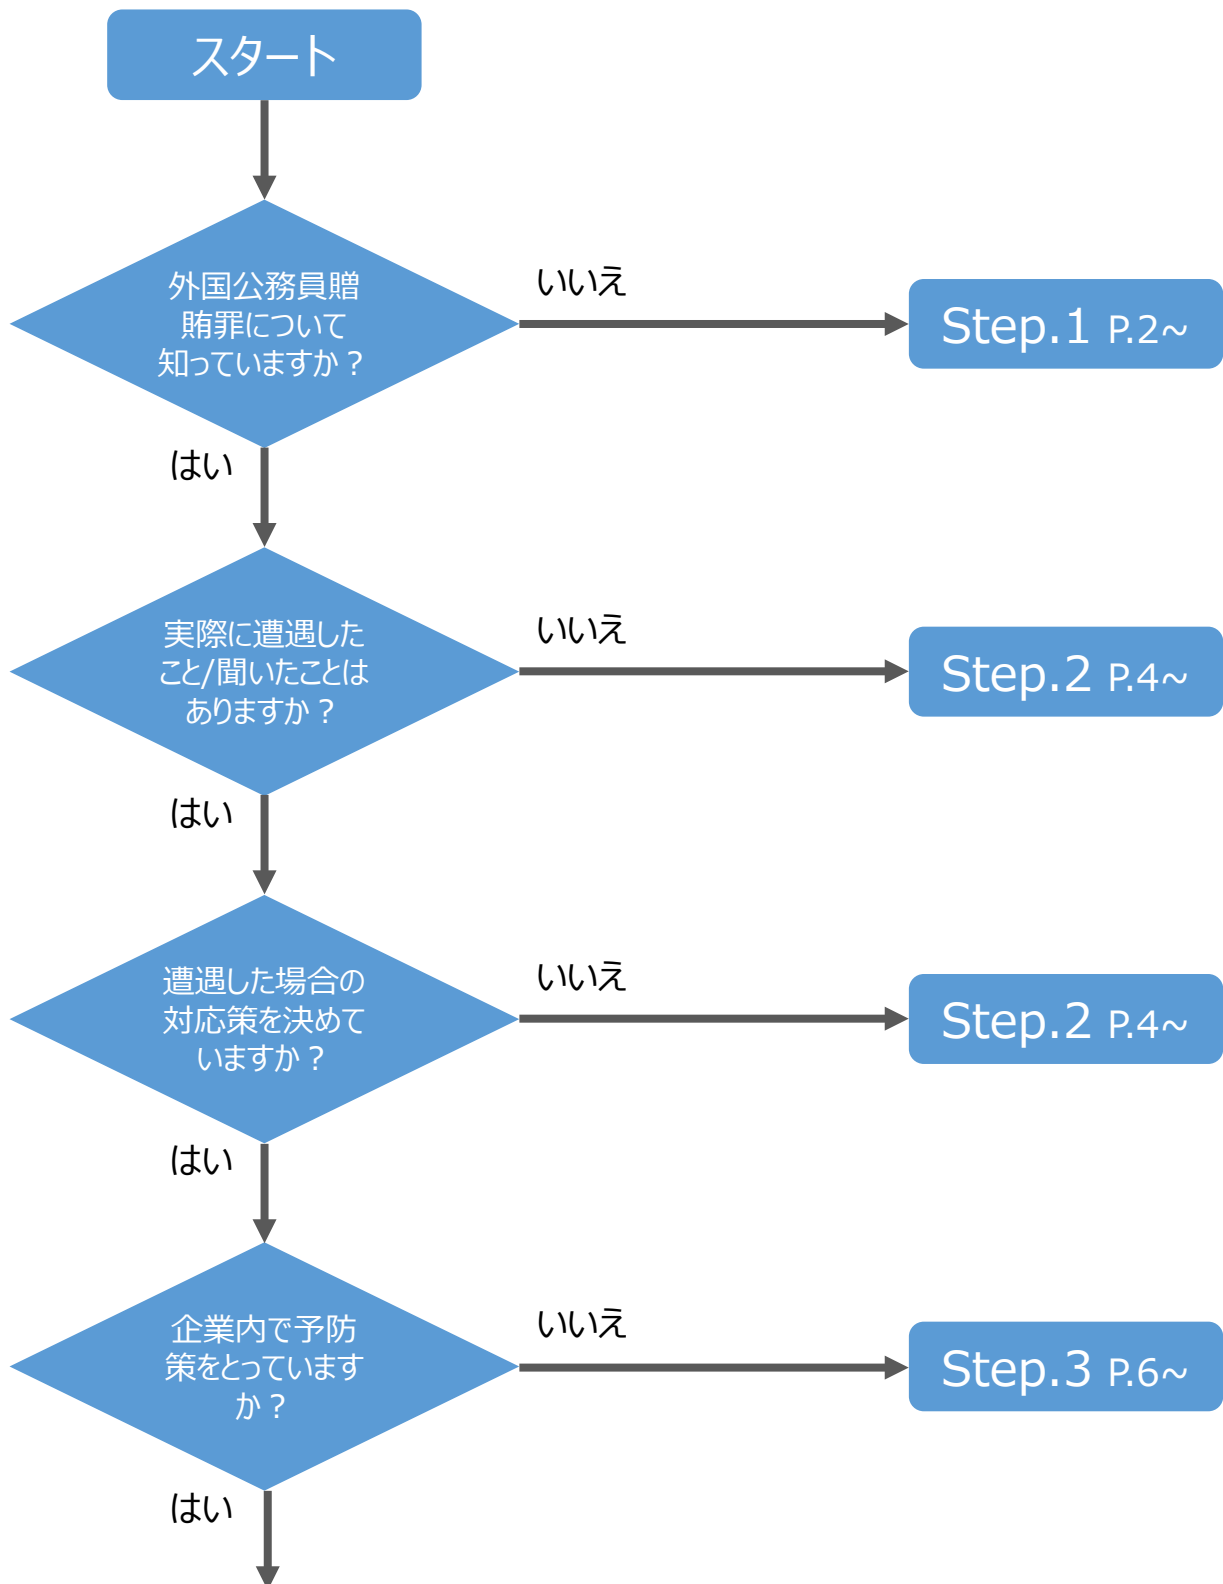 スタート
外国公務員贈
賄罪について
知っていますか？
いいえ
Step.1 P.2~
はい
実際に遭遇した
こと/聞いたことは
ありますか？
いいえ
Step.2 P.4~
はい
遭遇した場合の
対応策を決めて
いますか？
いいえ
Step.2 P.4~
はい
企業内で予防
策をとっています
か？
いいえ
Step.3 P.6~
はい